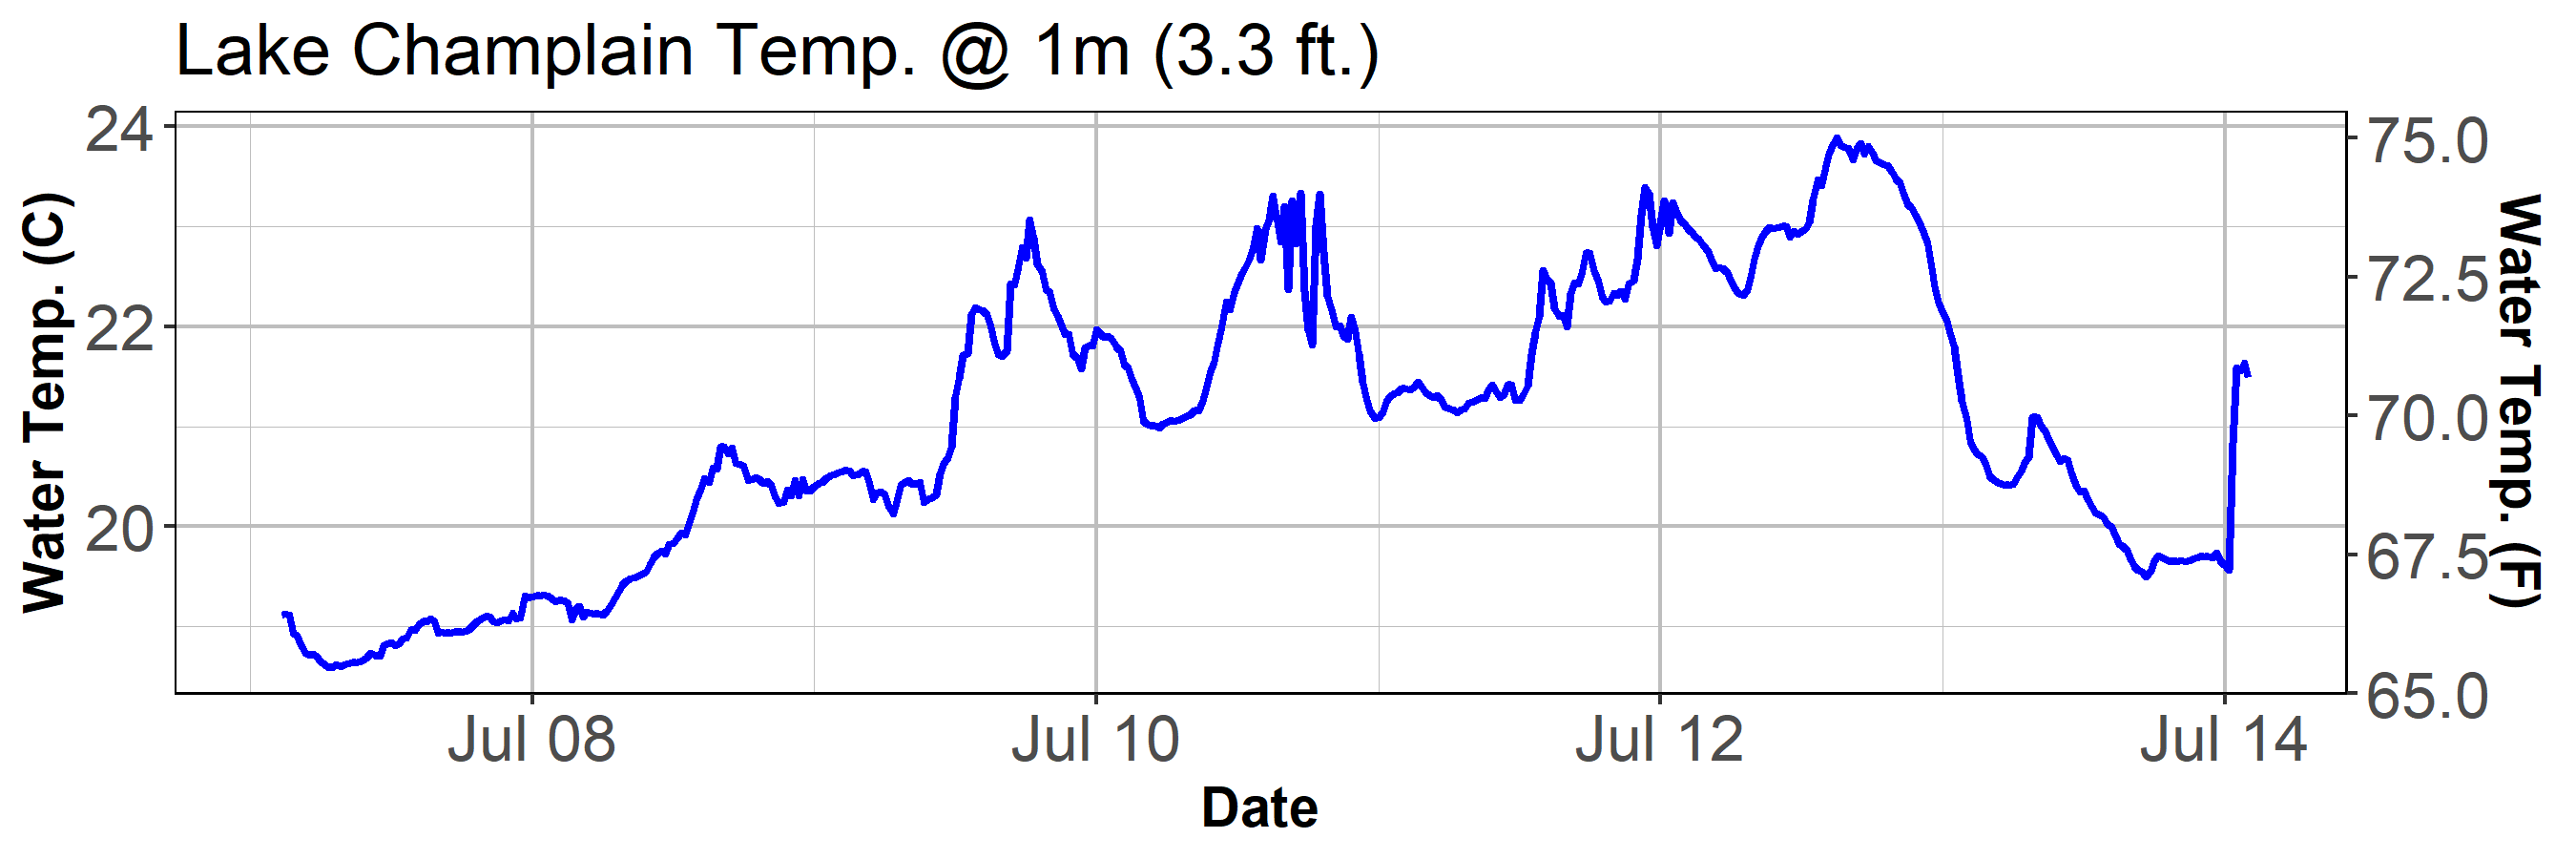 Lake Champlain Temp. @ 1m (3.3 ft.)
24
22
20
Water Temp. (C)
75.0
72.5
70.0
67.5
65.0
Water Temp. (F)
Jul 08
Jul 10
Jul 12
Jul 14
Date